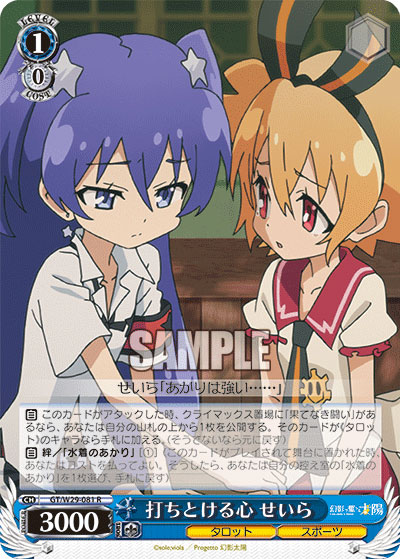 LEVEL
1
0
COST
SAMPLE
せいら「あかりは強い……」
【自】このカードがアタックした時、クライマックス置場に「果てなき闘い」があ
るなら、あなたは自分の山札の上から1枚を公開する。そのカードが《タロ
ット》のキャラなら手札に加える。(そうでないなら元に戻す)
【自】絆/「水着のあかり」[①](このカードがプレイされて舞台に置かれた時、
あなたはコストを払ってよい。そうしたら、あなたは自分の控え室の「水着の
あかり」を1枚選び、手札に戻す)
CH GT/W29-081 R
3000
打ちとける心 せいら
タロット
スポーツ
©sole;viola / Progetto 幻影太陽